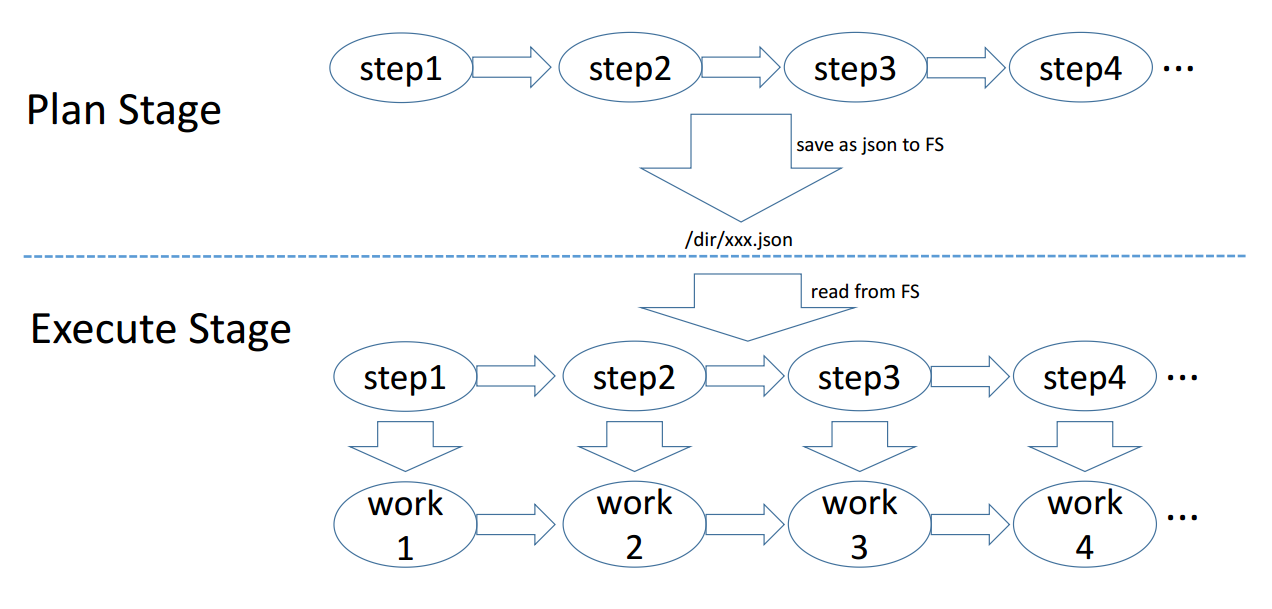 step1 step2 step3 step4 ...
Plan Stage
save as json to FS
/dir/xxx.json
read from FS
Execute Stage
step1 step2 step3 step4 ...
work work work work ...
1 2 3 4